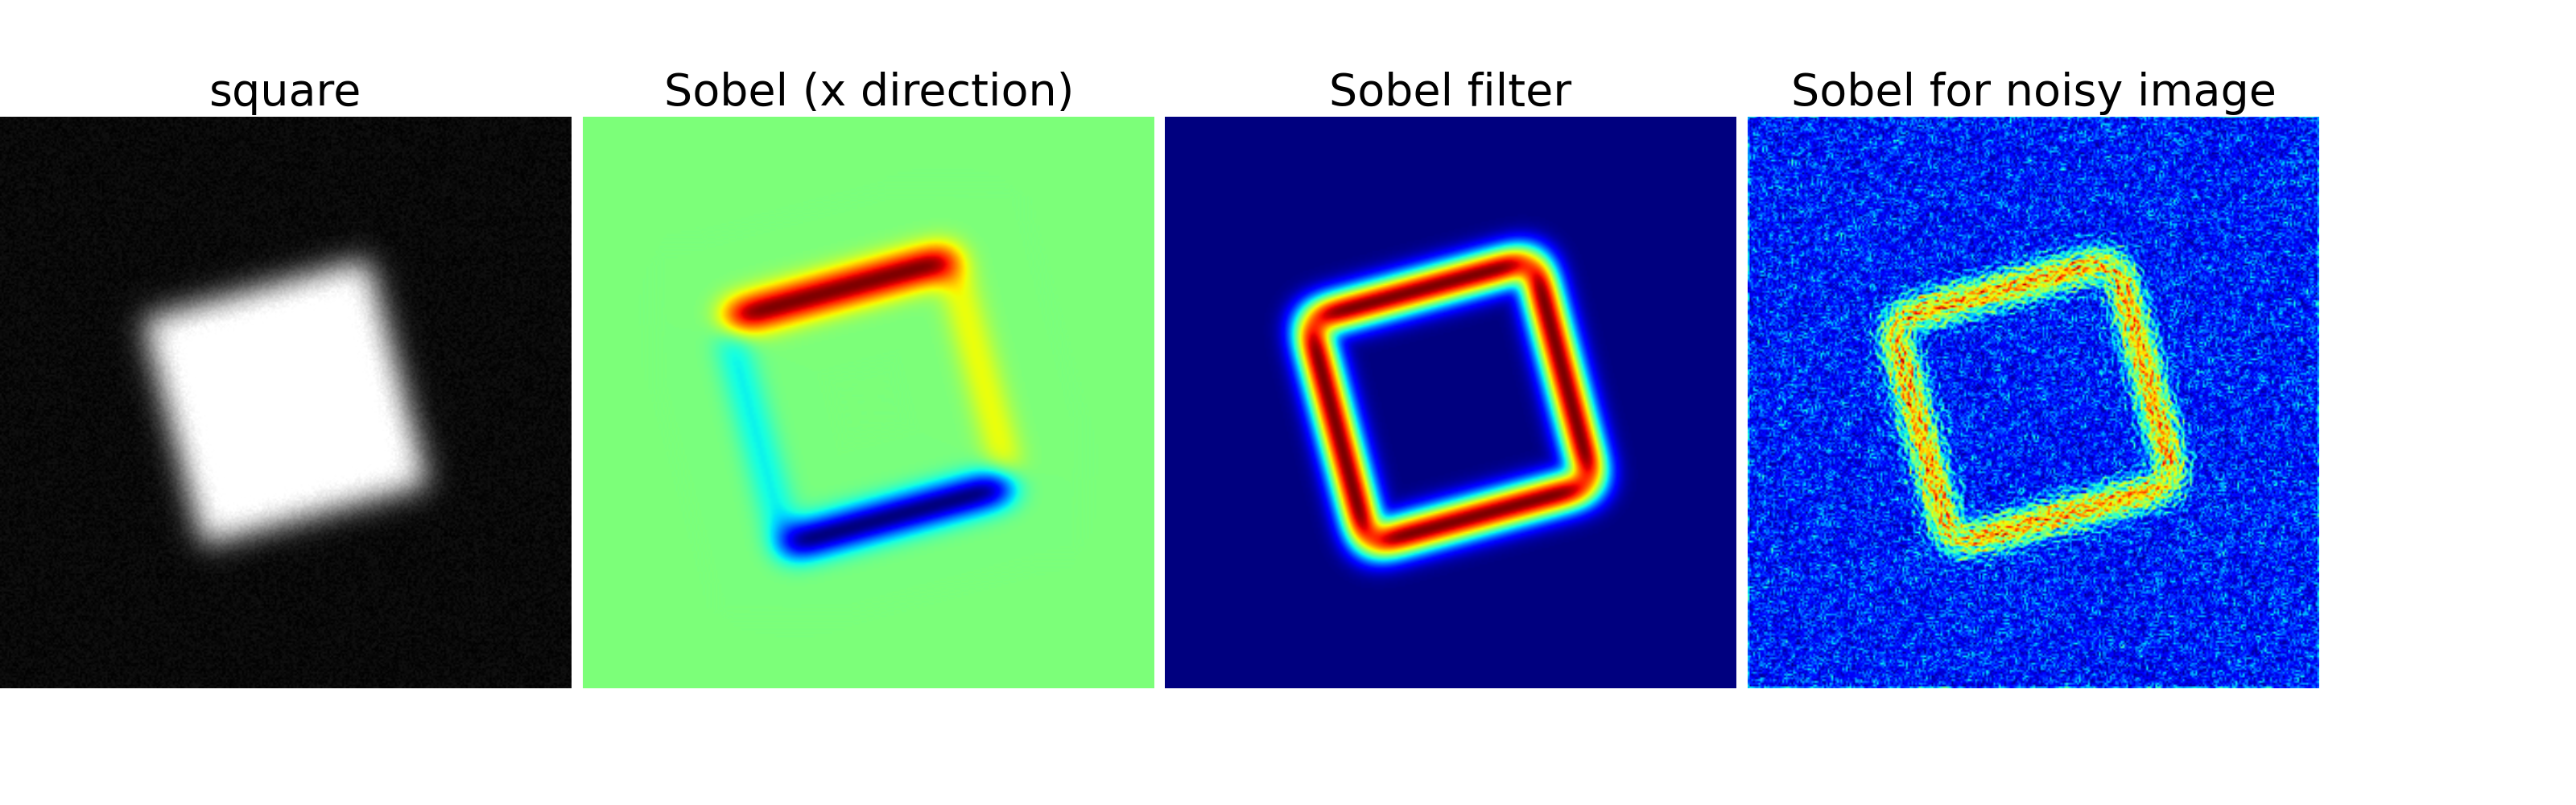 square
Sobel (x direction)
Sobel filter
Sobel for noisy image